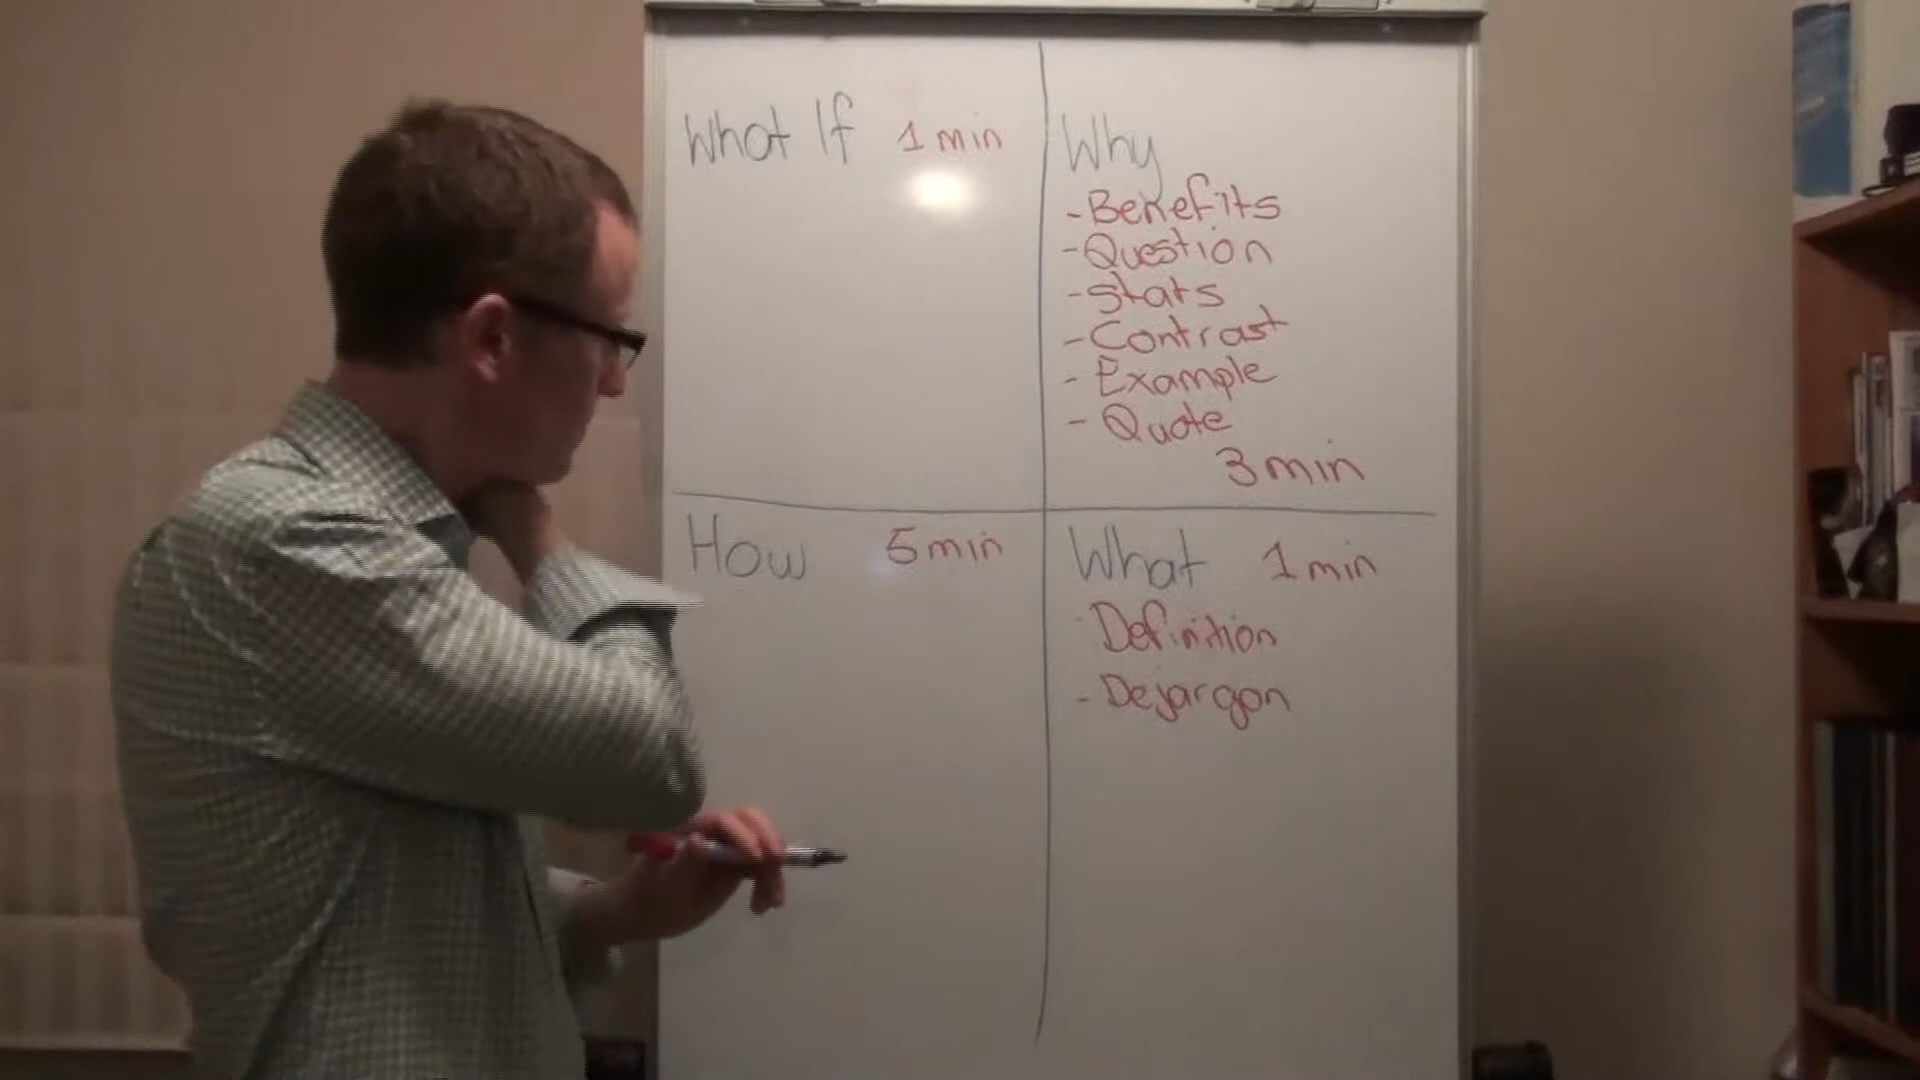 What If 1 min
Why
- Benefits
- Question
- Stats
- Contrast
- Example
- Quote
3 min
How 5 min
What 1 min
- Definition
- Dejargon